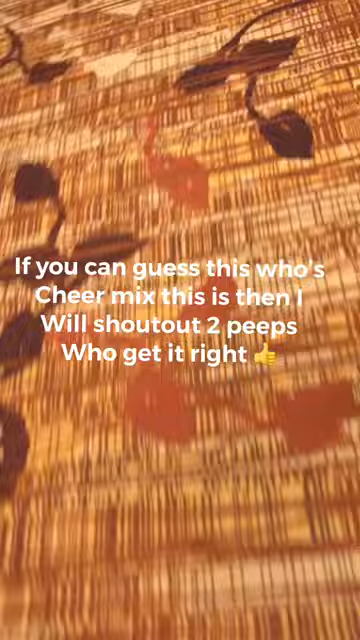 If you can guess this who's
Cheer mix this is then I
Will shoutout 2 peeps
Who get it right 👍